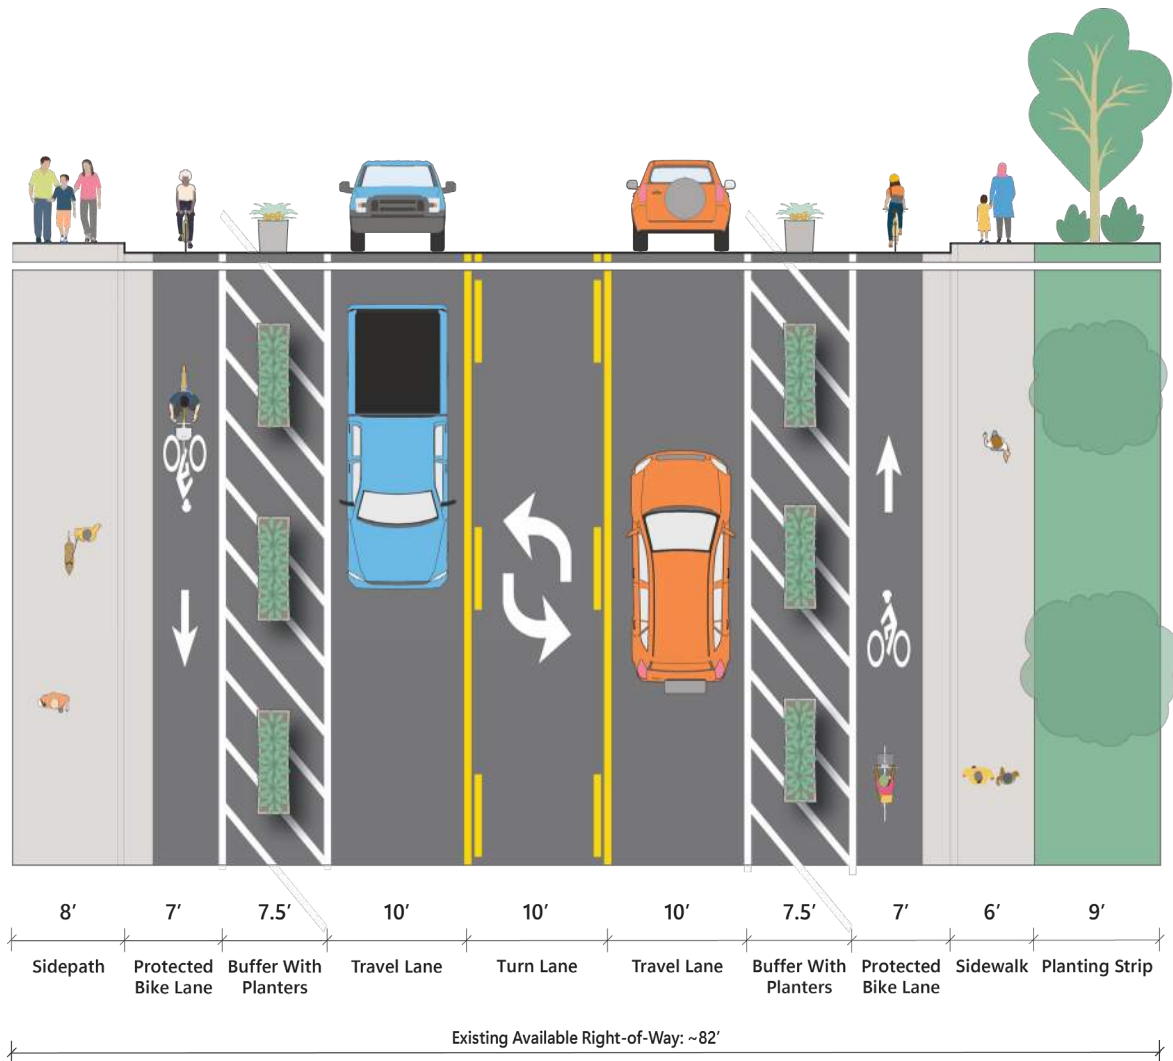 8’ 7’ 7.5’ 10’ 10’ 10’ 7.5’ 7’ 6’ 9’
Sidepath Protected Buffer With Travel Lane Turn Lane Travel Lane Buffer With Protected Sidewalk Planting Strip
Bike Lane Planters Planters Bike Lane
Existing Available Right-of-Way: ~82’